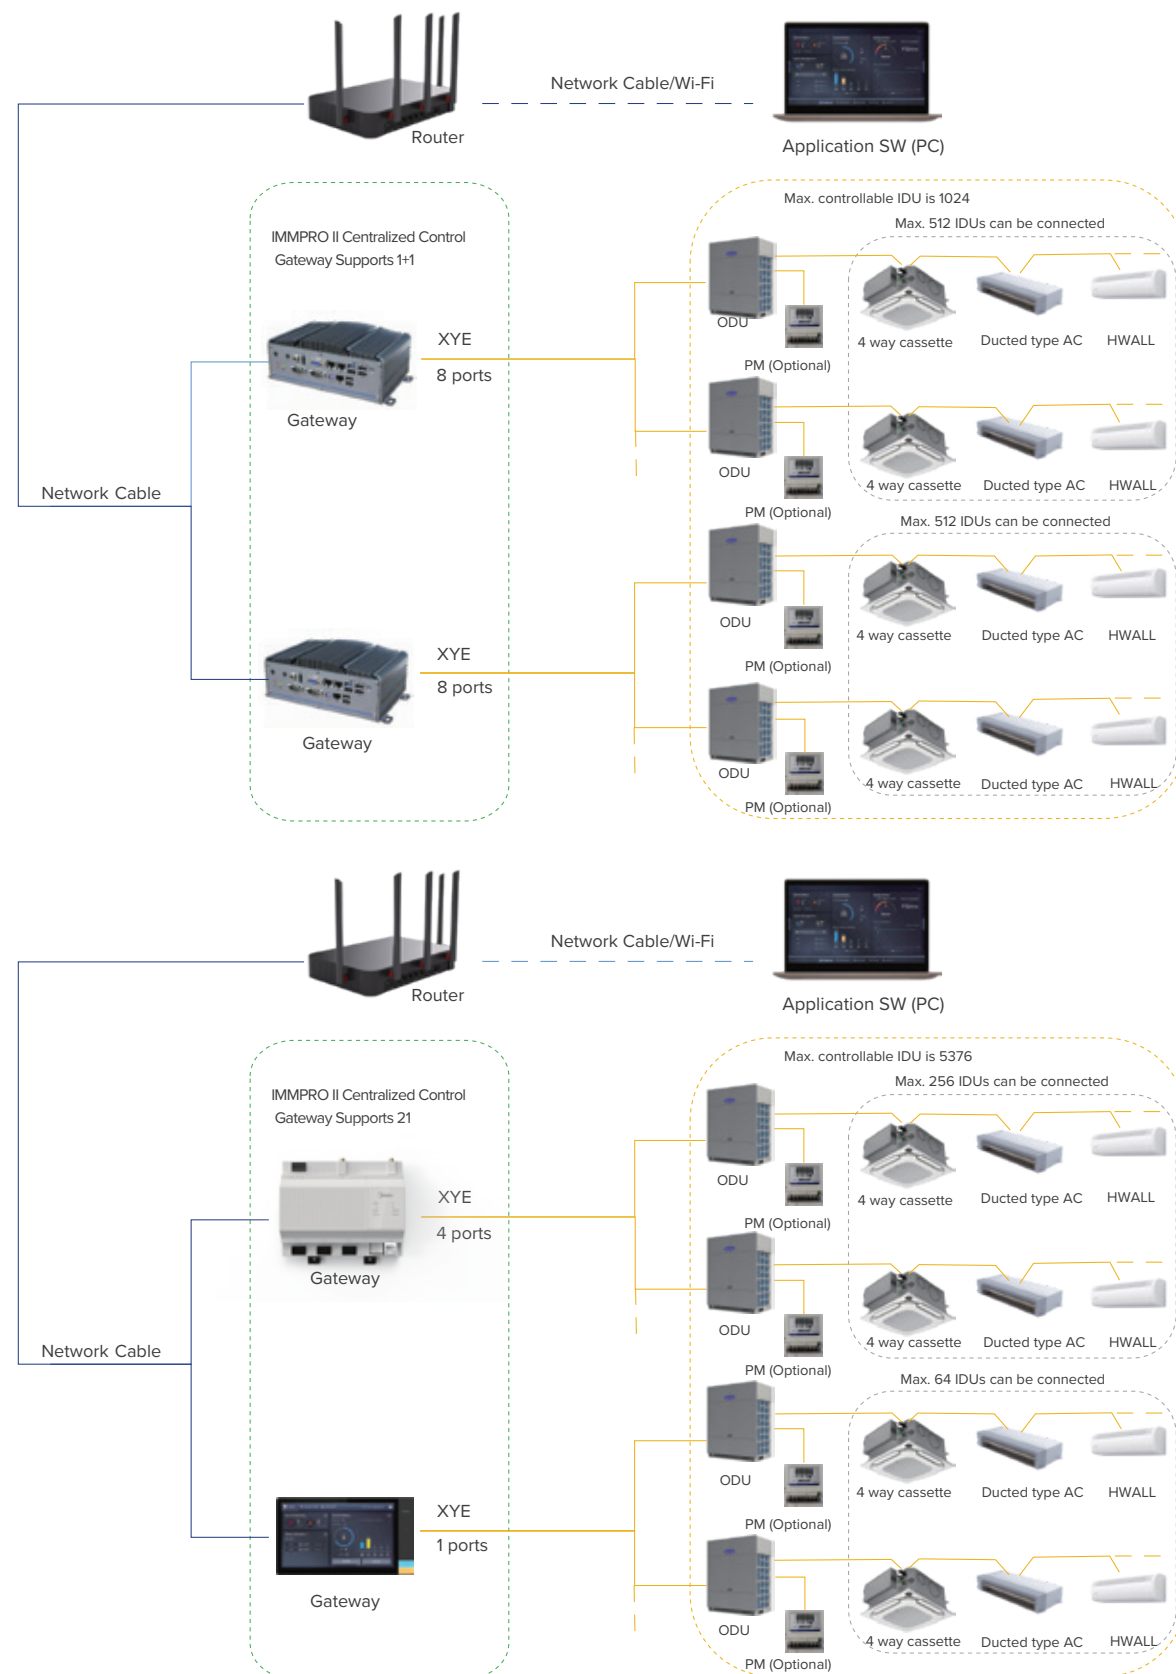 Network Cable/Wi-Fi
Router
Application SW (PC)
Max. controllable IDU is 1024
Max. 512 IDUs can be connected
IMMPRO II Centralized Control
Gateway Supports 1+1
ODU
4 way cassette
Ducted type AC
HWALL
XYE
8 ports
PM (Optional)
Gateway
ODU
4 way cassette
Ducted type AC
HWALL
Network Cable
PM (Optional)
Max. 512 IDUs can be connected
ODU
4 way cassette
Ducted type AC
HWALL
XYE
8 ports
PM (Optional)
Gateway
ODU
4 way cassette
Ducted type AC
HWALL
PM (Optional)
Network Cable/Wi-Fi
Router
Application SW (PC)
Max. controllable IDU is 5376
Max. 256 IDUs can be connected
IMMPRO II Centralized Control
Gateway Supports 21
ODU
4 way cassette
Ducted type AC
HWALL
XYE
4 ports
PM (Optional)
Gateway
ODU
4 way cassette
Ducted type AC
HWALL
Network Cable
PM (Optional)
Max. 64 IDUs can be connected
ODU
4 way cassette
Ducted type AC
HWALL
XYE
1 ports
PM (Optional)
Gateway
ODU
4 way cassette
Ducted type AC
HWALL
PM (Optional)